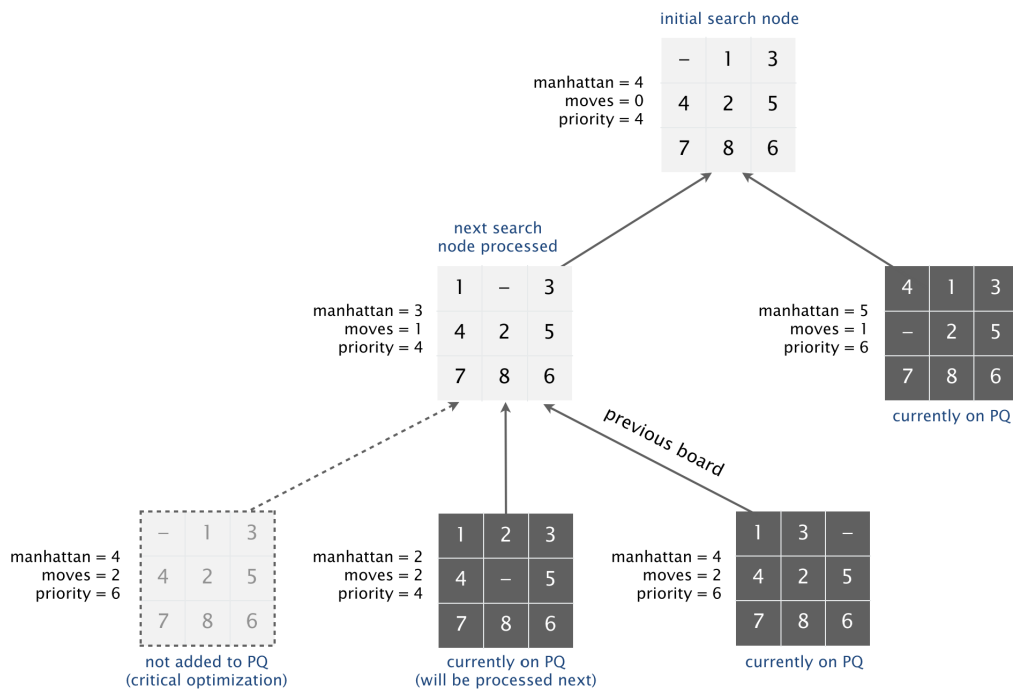 initial search node
– 1 3
4 2 5
7 8 6
manhattan = 4
moves = 0
priority = 4
next search
node processed
1 – 3
4 2 5
7 8 6
manhattan = 3
moves = 1
priority = 4
4 1 3
– 2 5
7 8 6
manhattan = 5
moves = 1
priority = 6
currently on PQ
previous board
– 1 3
4 2 5
7 8 6
manhattan = 4
moves = 2
priority = 6
not added to PQ
(critical optimization)
1 2 3
4 – 5
7 8 6
manhattan = 2
moves = 2
priority = 4
currently on PQ
(will be processed next)
1 3 –
4 2 5
7 8 6
manhattan = 4
moves = 2
priority = 6
currently on PQ